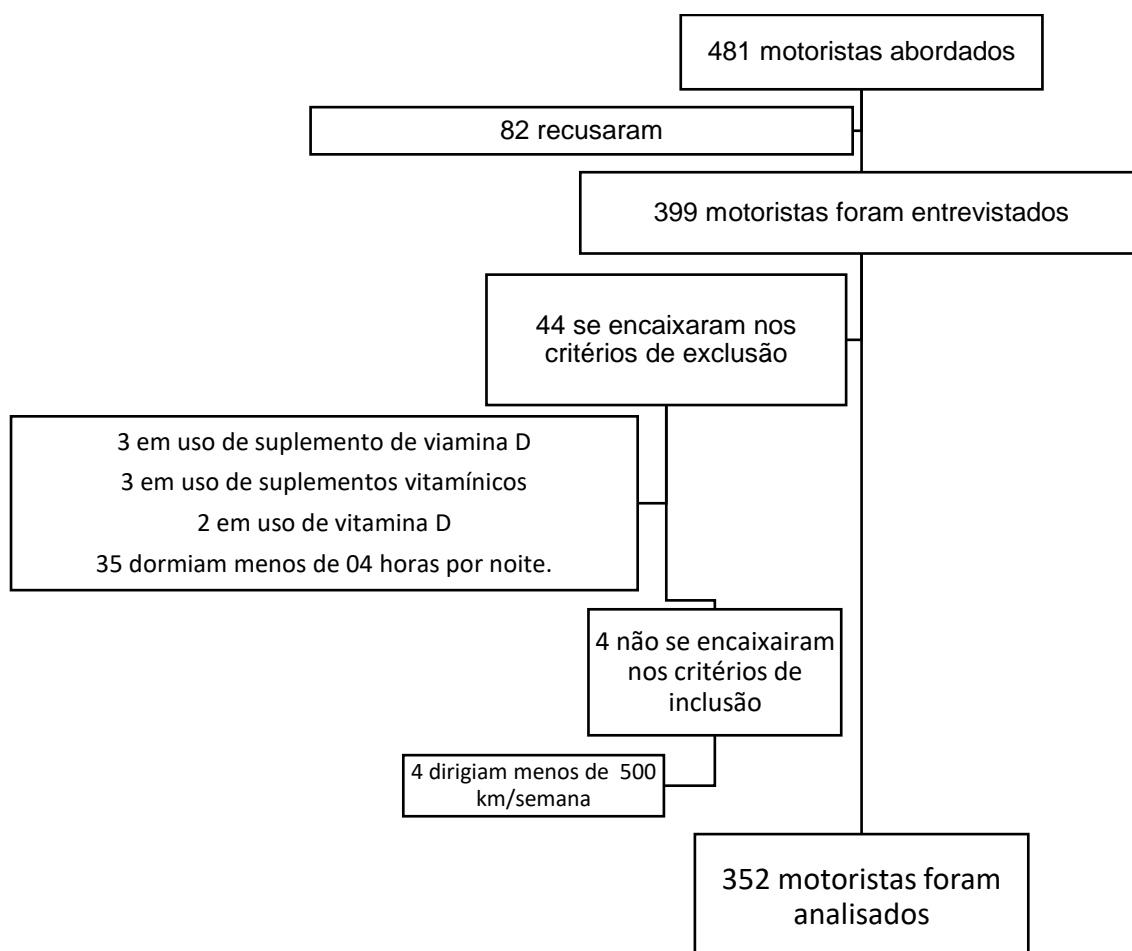 481 motoristas abordados
82 recusaram
399 motoristas foram entrevistados
44 se encaixaram nos
critérios de exclusão
3 em uso de suplemento de viamina D
3 em uso de suplementos vitamínicos
2 em uso de vitamina D
35 dormiam menos de 04 horas por noite.
4 não se encaixairam
nos critérios de
inclusão
4 dirigiam menos de 500
km/semana
352 motoristas foram
analisados